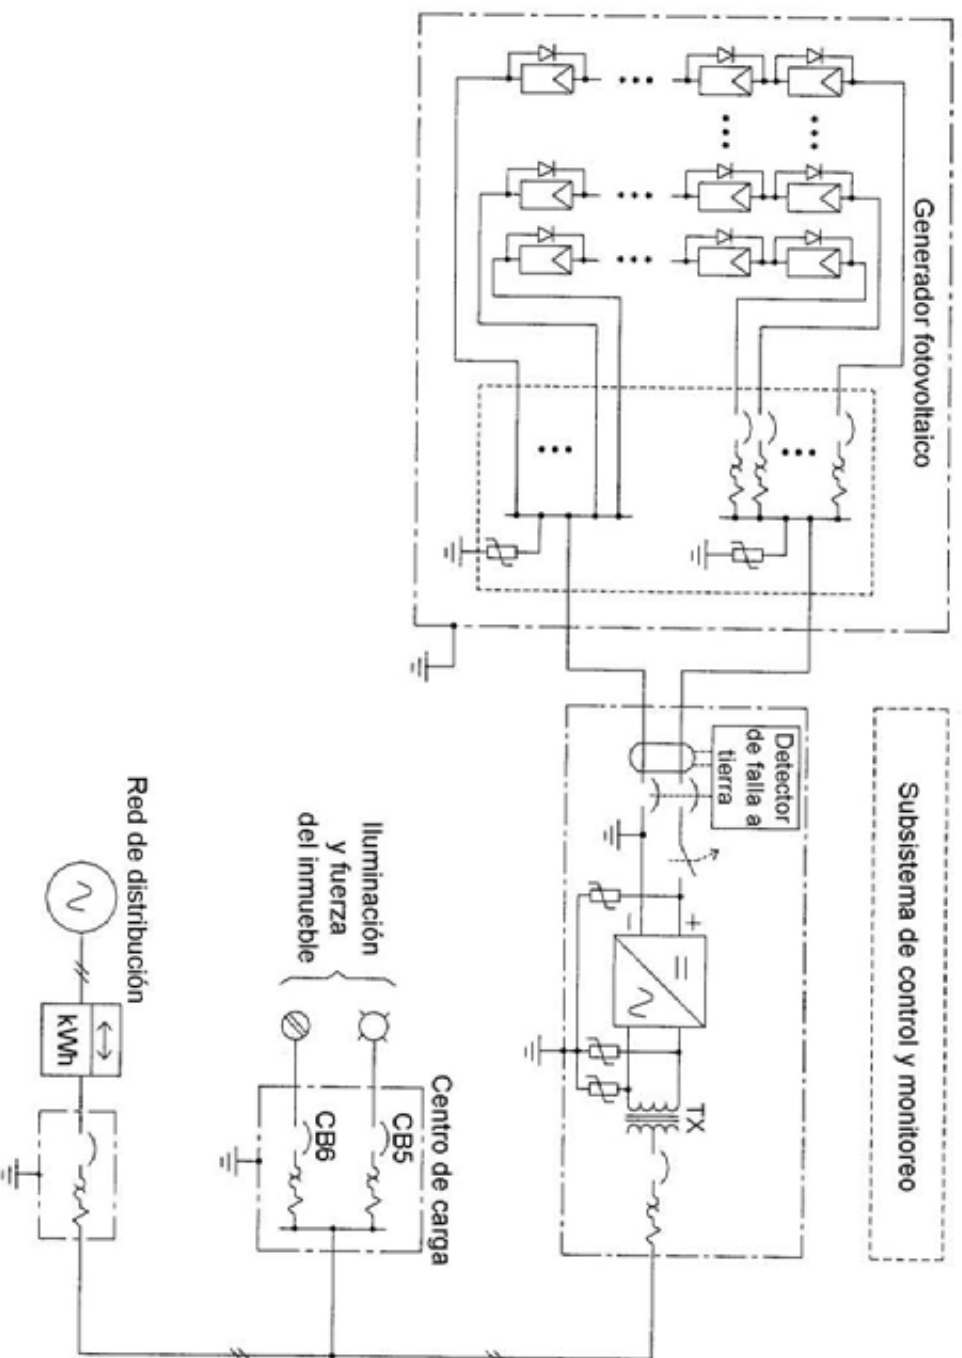 Generador fotovoltaico
Subsistema de control y monitoreo
Detector
de falla a
tierra
+
−
TX
Centro de carga
CB5
CB6
Iluminación
y fuerza
del inmueble
Red de distribución
kWh